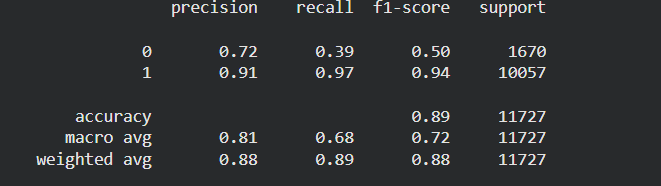 precision recall f1-score support
0 0.72 0.39 0.50 1670
1 0.91 0.97 0.94 10057
accuracy 0.89 11727
macro avg 0.81 0.68 0.72 11727
weighted avg 0.88 0.89 0.88 11727